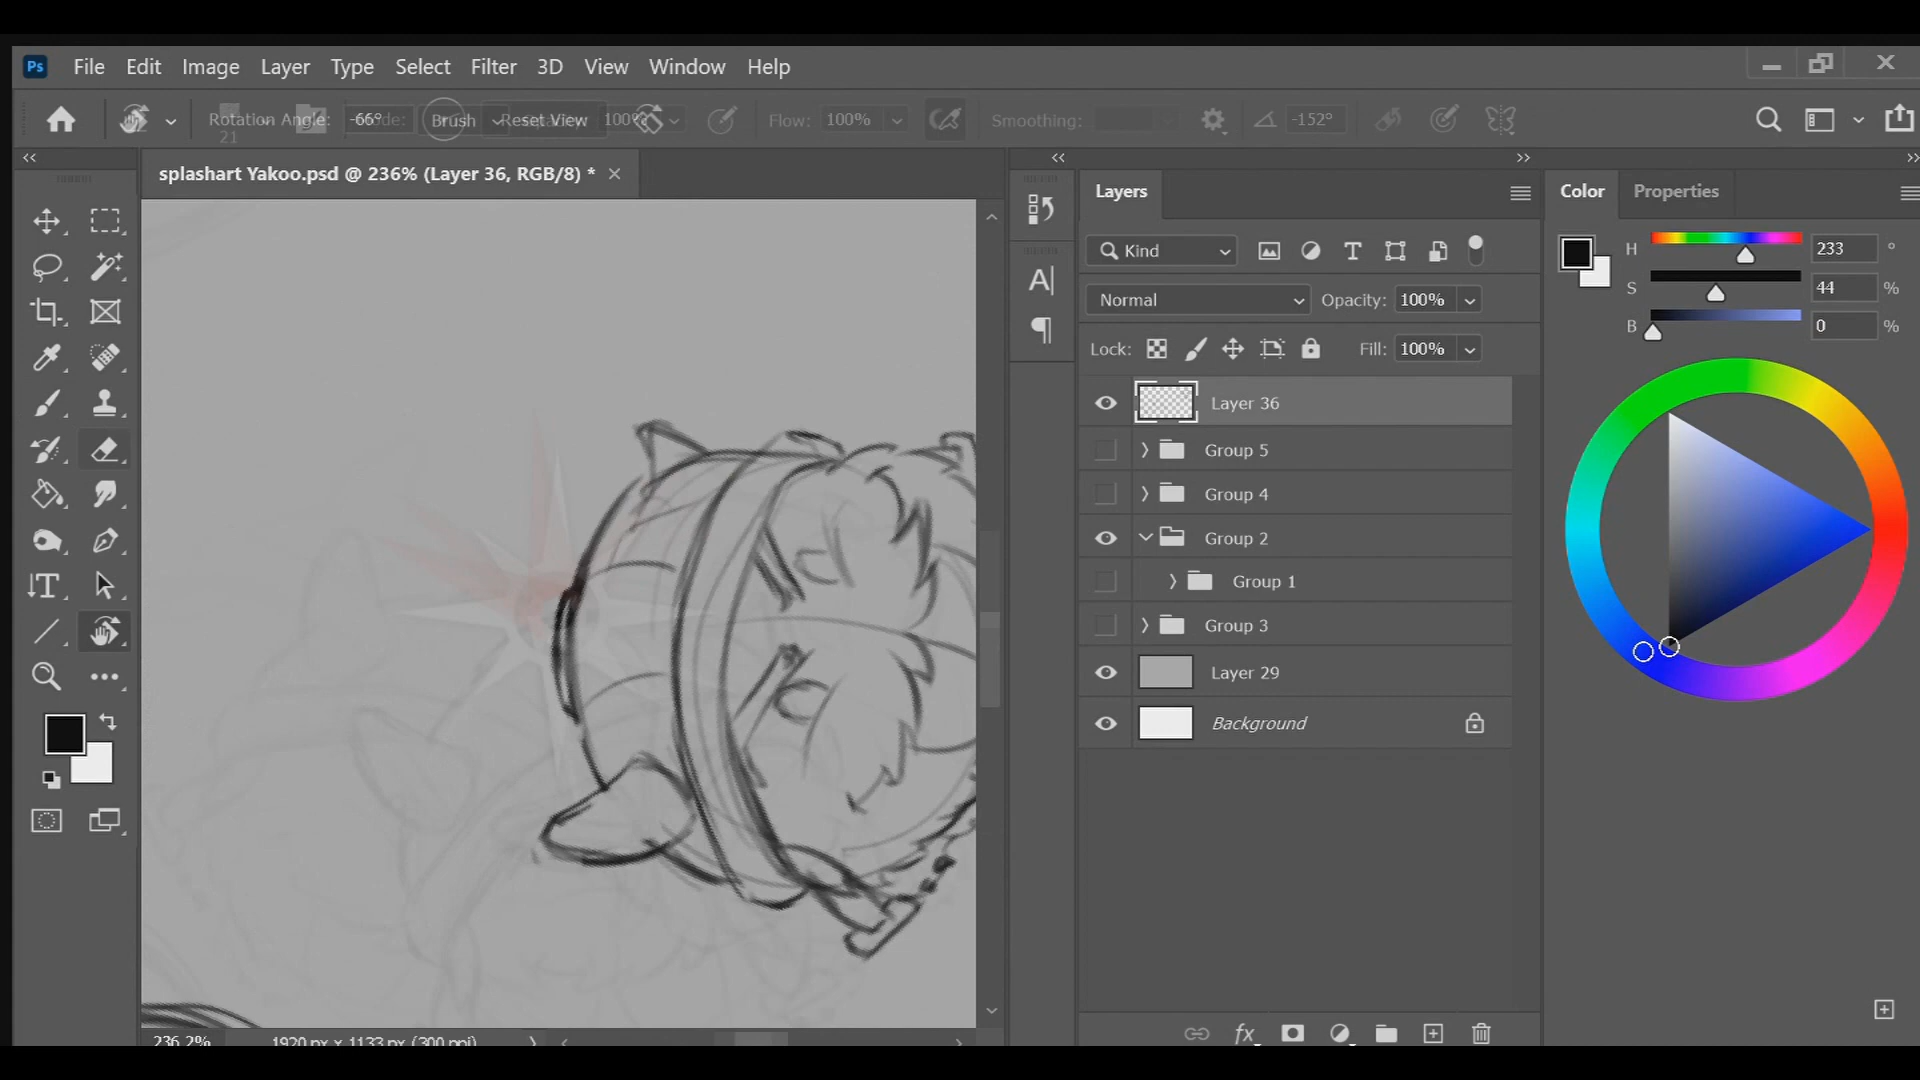 Ps File Edit Image Layer Type Select Filter 3D View Window Help
Rotation Angle: -66° Brush Reset View 100% Flow: 100% Smoothing: -152°
21
splashart Yakoo.psd @ 236% (Layer 36, RGB/8) *
Layers
Color Properties
Kind
H 233 °
Normal Opacity: 100%
S 44 %
B 0 %
Lock: Fill: 100%
Layer 36
Group 5
Group 4
Group 2
Group 1
Group 3
Layer 29
Background
236.2% 1920 px x 1133 px (300 ppi)
fx